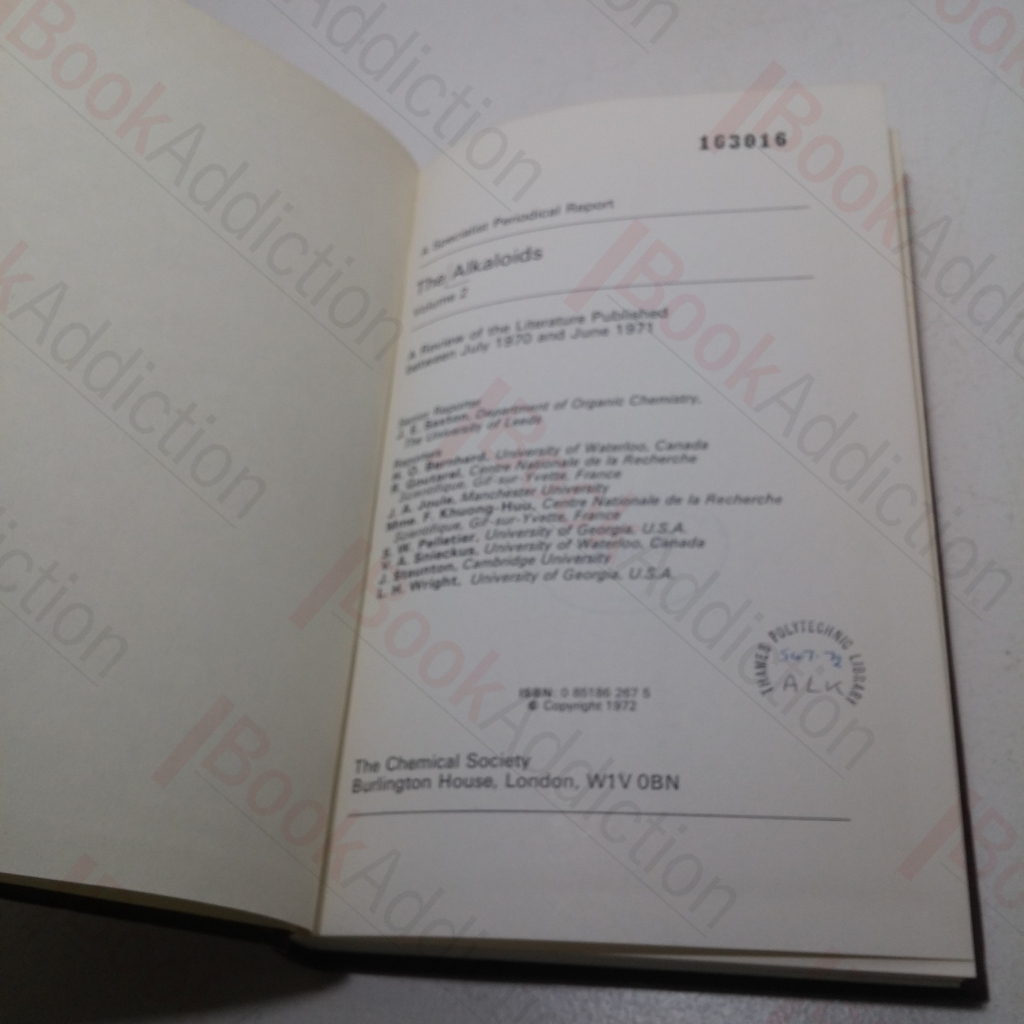 163016
A Specialist Periodical Report
The Alkaloids
Volume 2
A Review of the Literature Published
between July 1970 and June 1971
Senior Reporter
J. E. Saxton, Department of Organic Chemistry,
The University of Leeds
Reporters
H. O. Bernhard, University of Waterloo, Canada
R. Goutarel, Centre Nationale de la Recherche
Scientifique, Gif-sur-Yvette, France
J. A. Joule, Manchester University
Mme. F. Khuong-Huu, Centre Nationale de la Recherche
Scientifique, Gif-sur-Yvette, France
S. W. Pelletier, University of Georgia, U.S.A.
V. A. Snieckus, University of Waterloo, Canada
J. Staunton, Cambridge University
L. H. Wright, University of Georgia, U.S.A.
THAMES POLYTECHNIC LIBRARY
547.72
ALK
ISBN: 0 85186 267 5
© Copyright 1972
The Chemical Society
Burlington House, London, W1V 0BN
BookAddiction